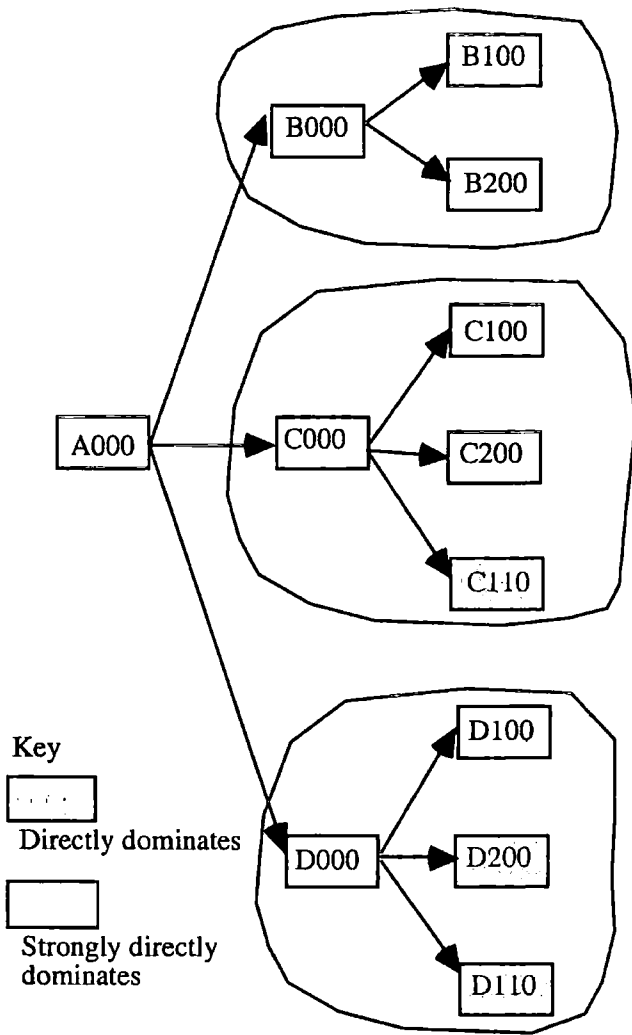 B100
B000
B200
C100
A000
C000
C200
C110
D100
Key
Directly dominates
D000
D200
Strongly directly
dominates
D110